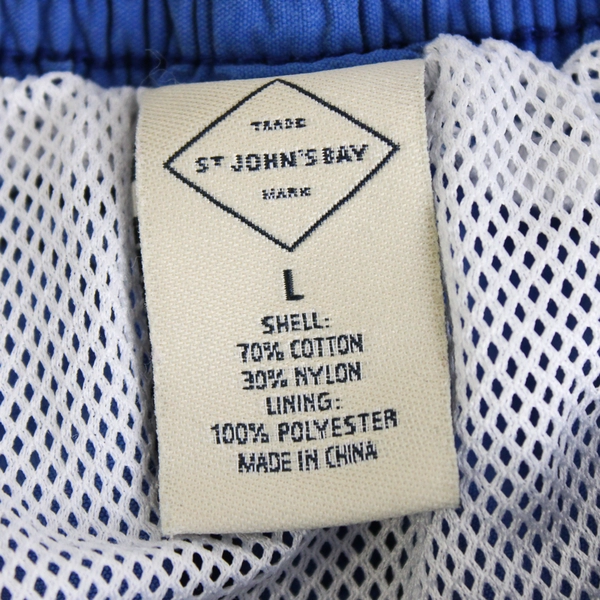 TRADE
ST JOHN'S BAY
MARK
L
SHELL:
70% COTTON
30% NYLON
LINING:
100% POLYESTER
MADE IN CHINA